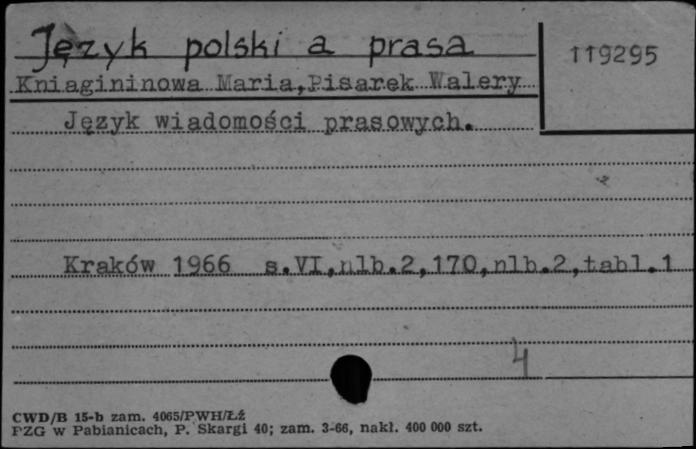 Język polski a prasa
119295
Kniagininowa Maria,Pisarek Walery
Język wiadomości prasowych.
Kraków 1966 s.VI,nlb.2,170,nlb.2,tabl.1
4
CWD/B 15-b zam. 4065/PWH/Łź
PZG w Pabianicach, P. Skargi 40; zam. 3-66, nakł. 400 000 szt.